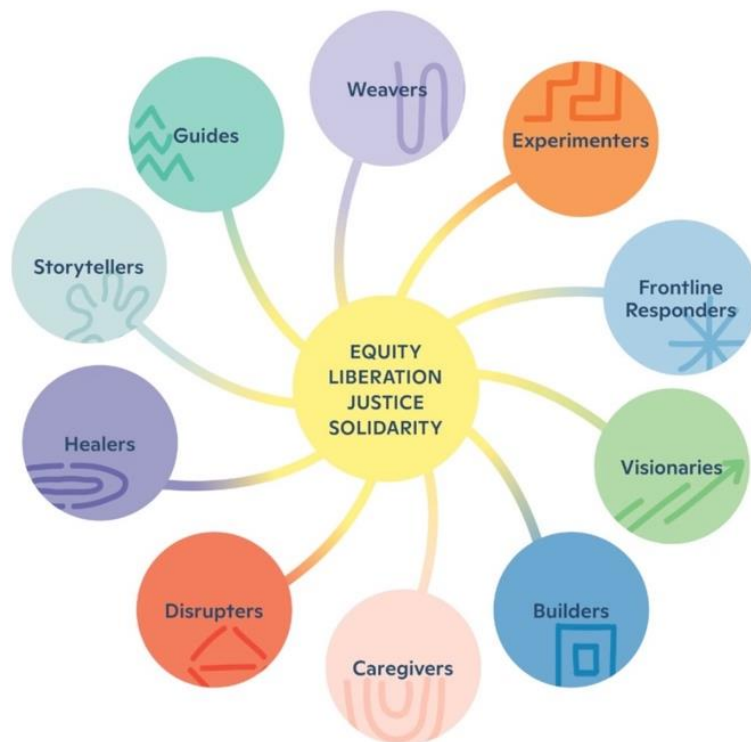 Weavers
Experimenters
Frontline
Responders
Visionaries
Builders
Caregivers
Disrupters
Healers
Storytellers
Guides
EQUITY
LIBERATION
JUSTICE
SOLIDARITY